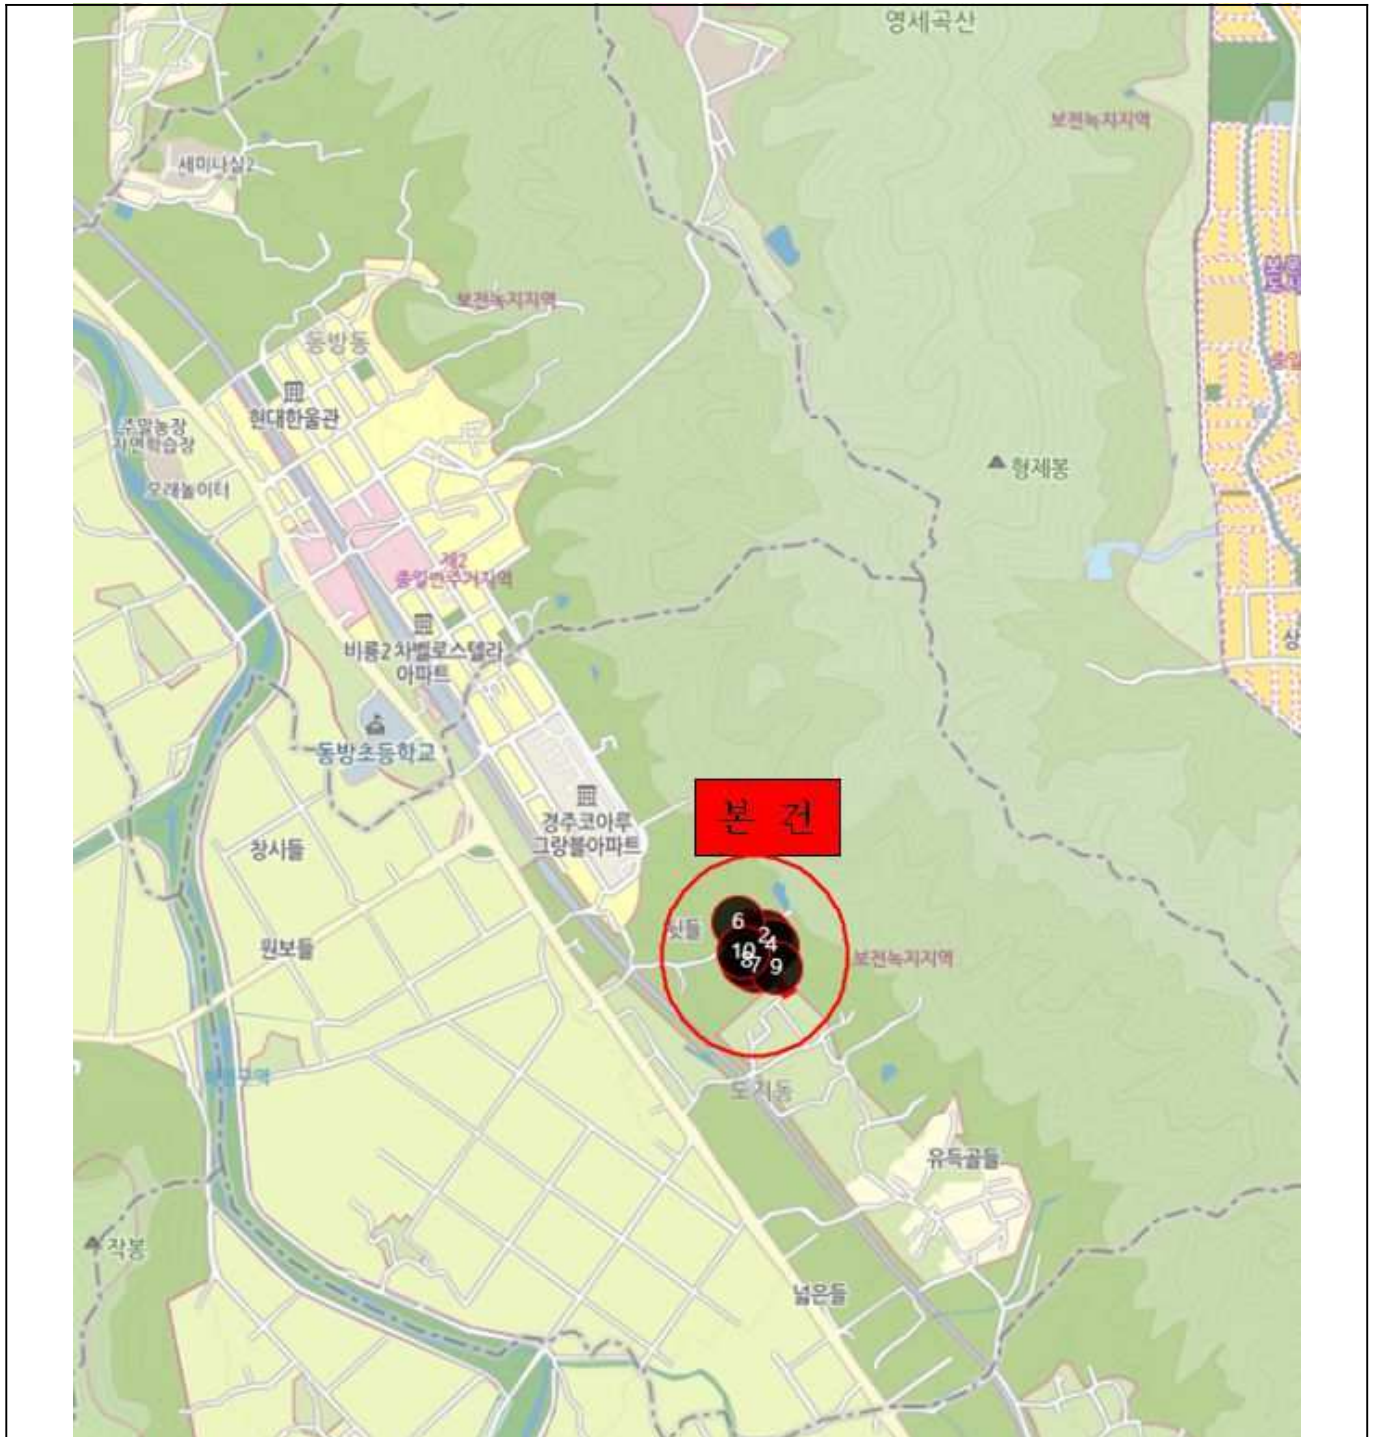 영세곡산
보전녹지지역
세미나실2
보전녹지지역
동방동
현대한울관
주말농장
자연학습장
모래놀이터
형제봉
제2
종일반주거지역
비룡2차벨로스텔라
아파트
상
동방초등학교
본 건
경주코아루
그랑블아파트
창사들
6
2
4
10
8
7
9
뒷들
원보들
보전녹지지역
도지동
유득골들
작봉
넓은들